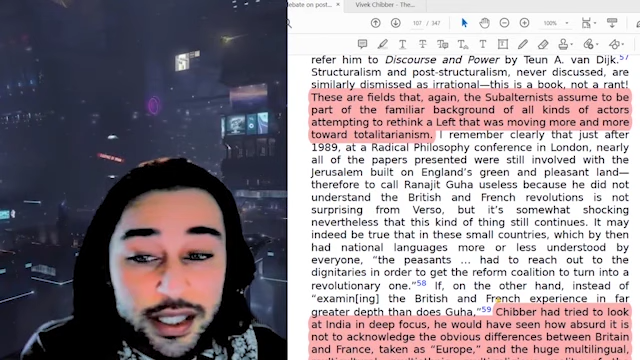 ebate on post...
Vivek Chibber - The...
107 / 347
100%
refer him to Discourse and Power by Teun A. van Dijk.57
Structuralism and post-structuralism, never discussed, are
similarly dismissed as irrational—this is a book, not a rant!
These are fields that, again, the Subalternists assume to be
part of the familiar background of all kinds of actors
attempting to rethink a Left that was moving more and more
toward totalitarianism. I remember clearly that just after
1989, at a Radical Philosophy conference in London, nearly
all of the papers presented were still involved with the
Jerusalem built on England's green and pleasant land—
therefore to call Ranajit Guha useless because he did not
understand the British and French revolutions is not
surprising from Verso, but it's somewhat shocking
nevertheless that this kind of thing still continues. It may
indeed be true that in these small countries, which by then
had national languages more or less understood by
everyone, "the peasants ... had to reach out to the
dignitaries in order to get the reform coalition to turn into a
revolutionary one."58 If, on the other hand, instead of
"examin[ing] the British and French experience in far
greater depth than does Guha,"59 Chibber had tried to look
at India in deep focus, he would have seen how absurd it is
not to acknowledge the obvious differences between Britain
and France, taken as "Europe," and the huge multilingual,